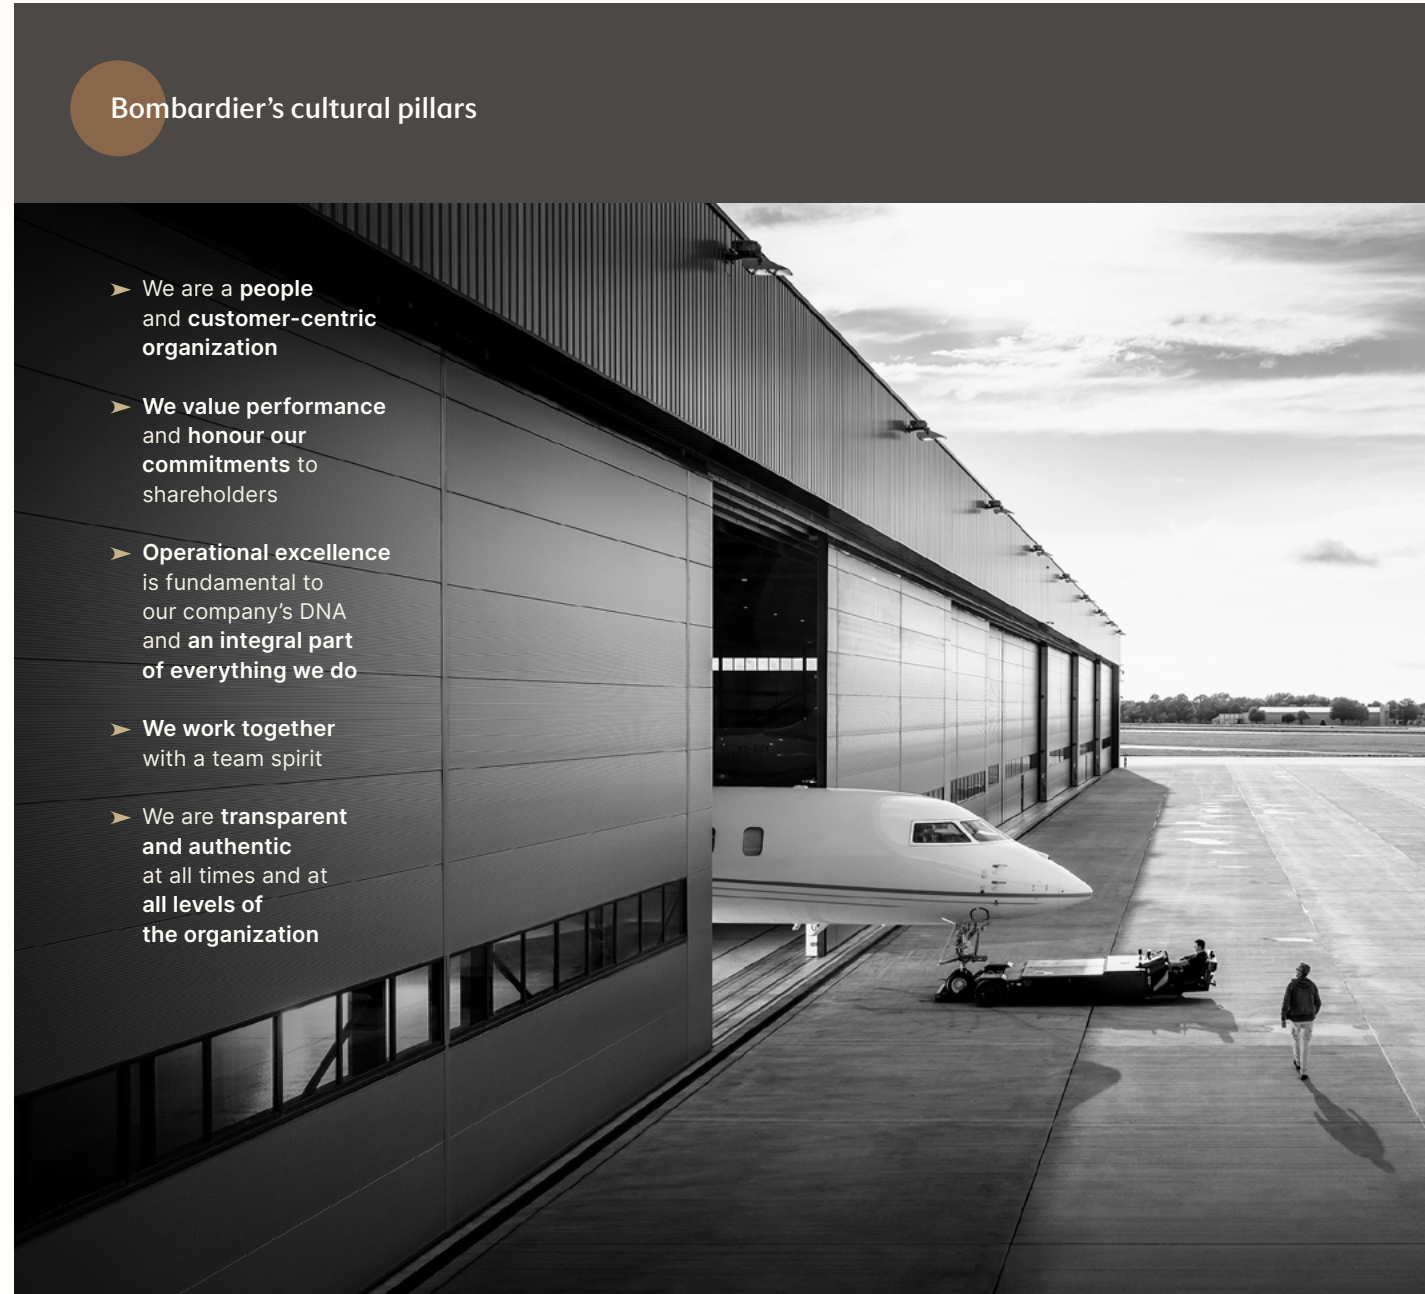 Bombardier’s cultural pillars
We are a people
and customer-centric
organization
We value performance
and honour our
commitments to
shareholders
Operational excellence
is fundamental to
our company’s DNA
and an integral part
of everything we do
We work together
with a team spirit
We are transparent
and authentic
at all times and at
all levels of
the organization